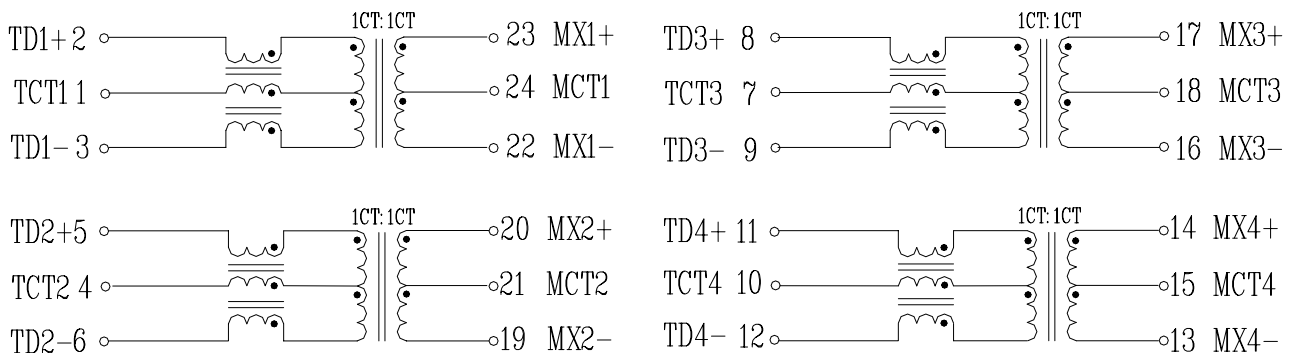 1CT:1CT 1CT:1CT
TD1+ 2 23 MX1+ TD3+ 8 17 MX3+
TCT1 1 24 MCT1 TCT3 7 18 MCT3
TD1- 3 22 MX1- TD3- 9 16 MX3-
1CT:1CT 1CT:1CT
TD2+ 5 20 MX2+ TD4+ 11 14 MX4+
TCT2 4 21 MCT2 TCT4 10 15 MCT4
TD2- 6 19 MX2- TD4- 12 13 MX4-